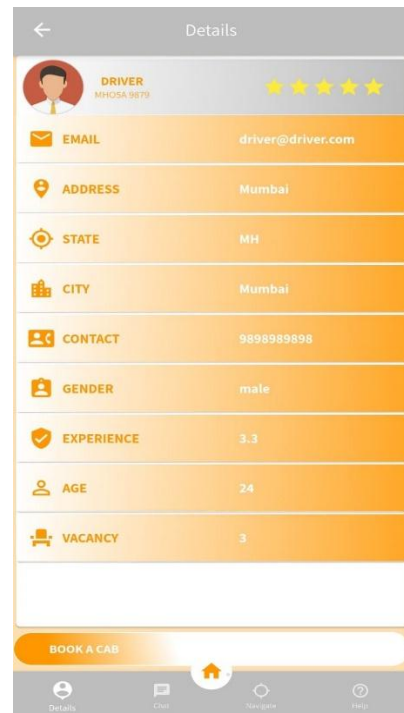 Details
DRIVER
MH05A 9879
EMAIL driver@driver.com
ADDRESS Mumbai
STATE MH
CITY Mumbai
CONTACT 9898989898
GENDER male
EXPERIENCE 3.3
AGE 24
VACANCY 3
BOOK A CAB
Details Chat Navigate Help